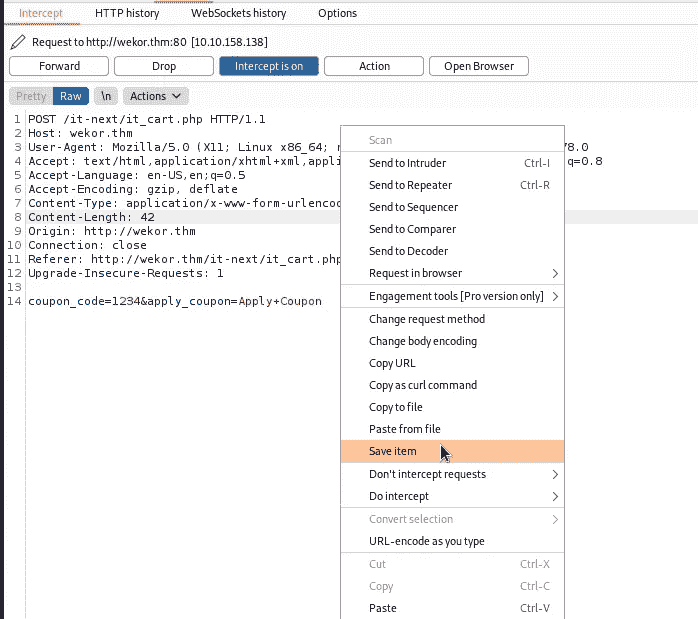 Intercept HTTP history WebSockets history Options
Request to http://wekor.thm:80 [10.10.158.138]
Forward Drop Intercept is on Action Open Browser
Pretty Raw \n Actions
1 POST /it-next/it_cart.php HTTP/1.1
2 Host: wekor.thm
3 User-Agent: Mozilla/5.0 (X11; Linux x86_64; 78.0
4 Accept: text/html,application/xhtml+xml,appli q=0.8
5 Accept-Language: en-US,en;q=0.5
6 Accept-Encoding: gzip, deflate
7 Content-Type: application/x-www-form-urlenco
8 Content-Length: 42
9 Origin: http://wekor.thm
10 Connection: close
11 Referer: http://wekor.thm/it-next/it_cart.php
12 Upgrade-Insecure-Requests: 1
13
14 coupon_code=1234&apply_coupon=Apply+Coupon
Scan
Send to Intruder Ctrl-I
Send to Repeater Ctrl-R
Send to Sequencer
Send to Comparer
Send to Decoder
Request in browser
Engagement tools [Pro version only]
Change request method
Change body encoding
Copy URL
Copy as curl command
Copy to file
Paste from file
Save item
Don't intercept requests
Do intercept
Convert selection
URL-encode as you type
Cut Ctrl-X
Copy Ctrl-C
Paste Ctrl-V